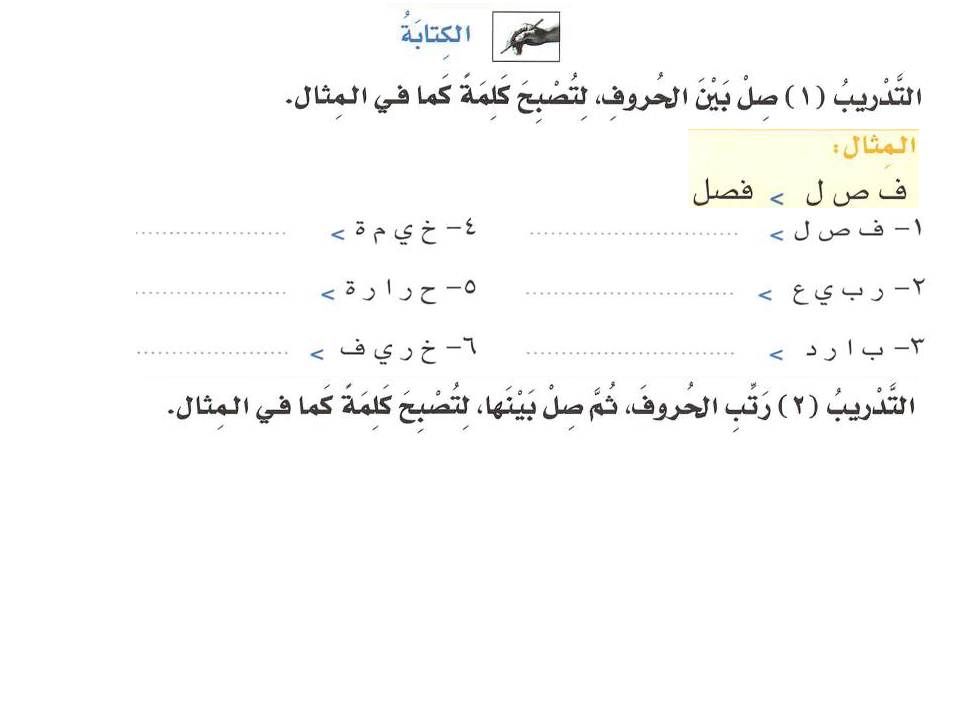 الكِتابَةُ
التَّدْريبُ (١) صِلْ بَيْنَ الحُروفِ، لِتُصْبِحَ كَلِمَةً كَما في المِثال.
المِثال:
ف ص ل > فصل
١- ف ص ل > ........................................ ٤- خ ي م ة > .............................
٢- ر ب ي ع > ........................................ ٥- ح ر ا ر ة > .............................
٣- ب ا ر د > ........................................ ٦- خ ر ي ف > .............................
التَّدْريبُ (٢) رَتِّبِ الحُروفَ، ثُمَّ صِلْ بَيْنَها، لِتُصْبِحَ كَلِمَةً كَما في المِثال.